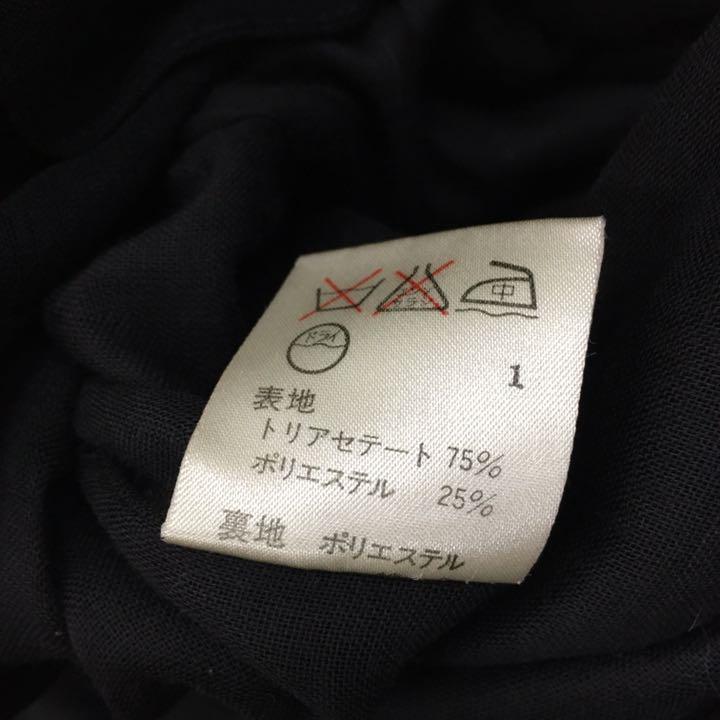 中
ドライ
1
表地
トリアセテート 75%
ポリエステル 25%
裏地 ポリエステル